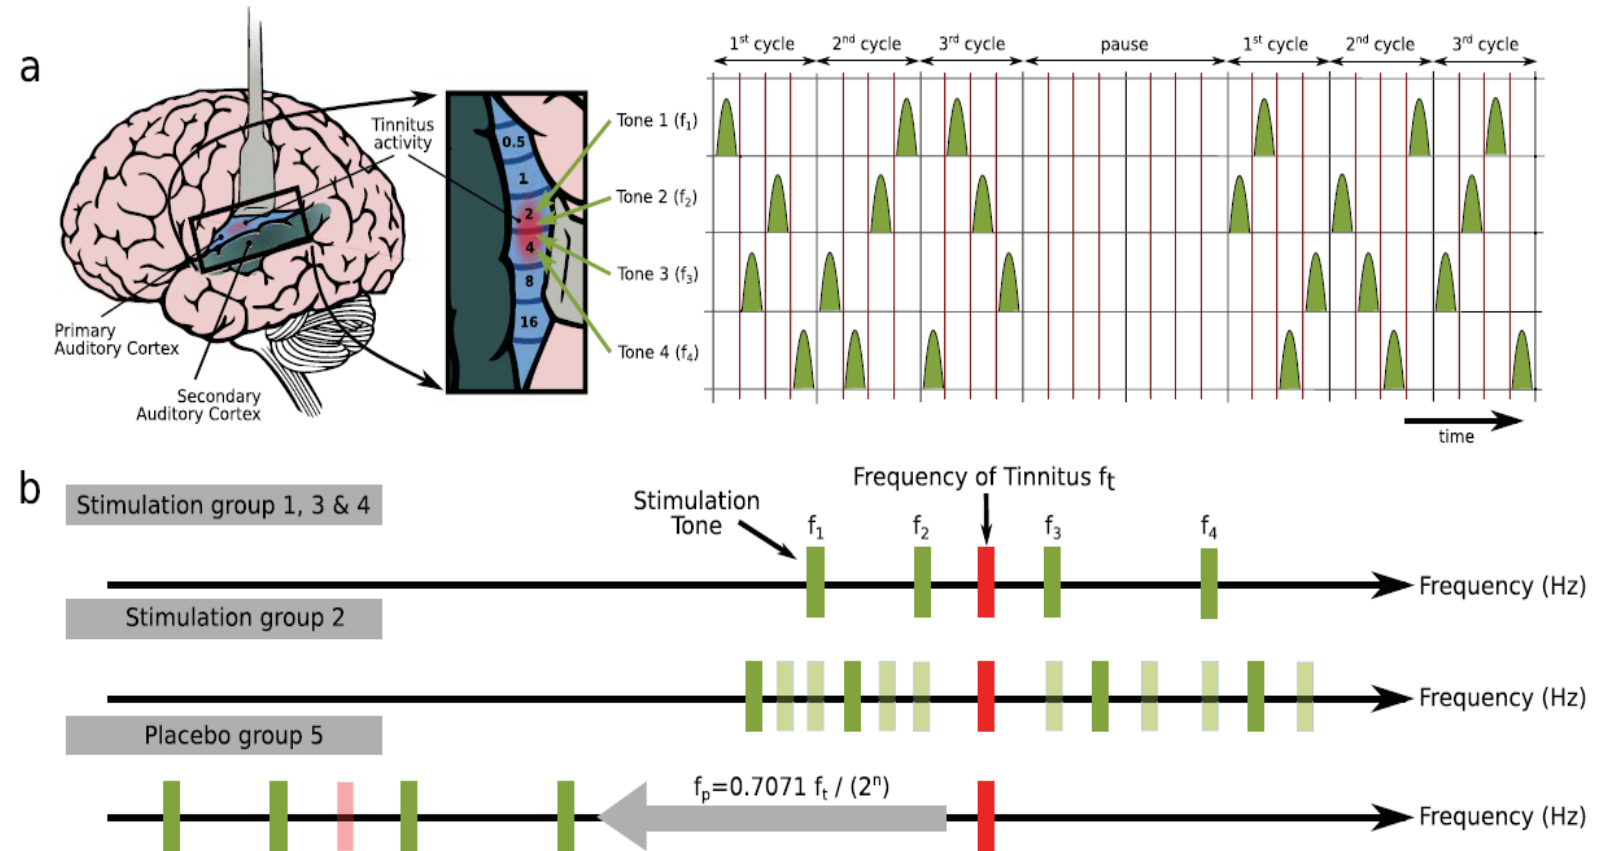 a
1st cycle 2nd cycle 3rd cycle pause 1st cycle 2nd cycle 3rd cycle
Tinnitus
activity
0.5
1
2
4
8
16
Tone 1 (f1)
Tone 2 (f2)
Tone 3 (f3)
Tone 4 (f4)
Primary
Auditory Cortex
Secondary
Auditory Cortex
time
b
Stimulation group 1, 3 & 4
Stimulation
Tone
Frequency of Tinnitus ft
f1 f2 f3 f4
Frequency (Hz)
Stimulation group 2
Frequency (Hz)
Placebo group 5
fp=0.7071 ft / (2n)
Frequency (Hz)